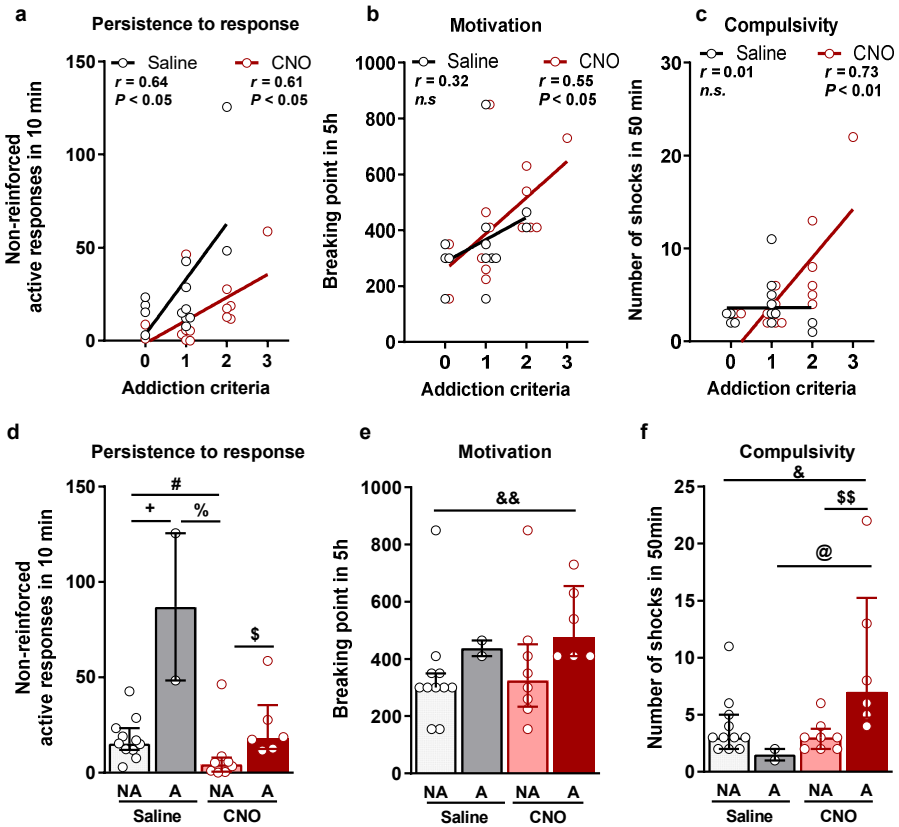 a
Persistence to response
Saline
CNO
r = 0.64
P < 0.05
r = 0.61
P < 0.05
Non-reinforced
active responses in 10 min
150
100
50
0
0 1 2 3
Addiction criteria
b
Motivation
Saline
CNO
r = 0.32
n.s
r = 0.55
P < 0.05
Breaking point in 5h
1000
800
600
400
200
0
0 1 2 3
Addiction criteria
c
Compulsivity
Saline
CNO
r = 0.01
n.s.
r = 0.73
P < 0.01
Number of shocks in 50 min
30
20
10
0
0 1 2 3
Addiction criteria
d
Persistence to response
Non-reinforced
active responses in 10 min
150
100
50
0
#
+
%
$
NA A NA A
Saline CNO
e
Motivation
Breaking point in 5h
1000
800
600
400
200
0
&&
NA A NA A
Saline CNO
f
Compulsivity
Number of shocks in 50min
25
20
15
10
5
0
&
$$
@
NA A NA A
Saline CNO